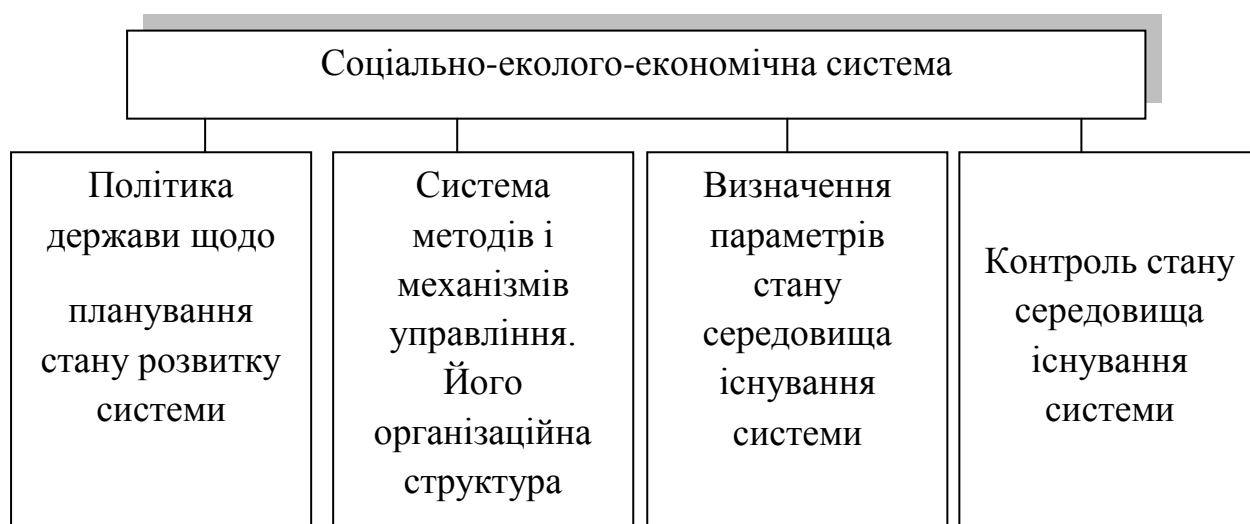 Соціально-еколого-економічна система
Політика
держави щодо
планування
стану розвитку
системи
Система
методів і
механізмів
управління.
Його
організаційна
структура
Визначення
параметрів
стану
середовища
існування
системи
Контроль стану
середовища
існування
системи